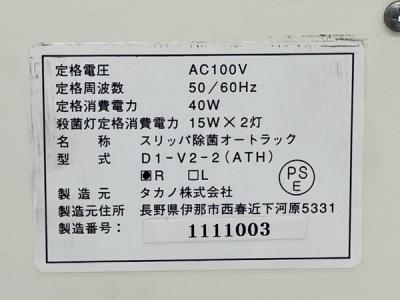 定格電圧 AC100V
定格周波数 50/60Hz
定格消費電力 40W
殺菌灯定格消費電力 15W×2灯
名称 スリッパ除菌オートラック
型式 D1-V2-2(ATH)
◉R □L
PS
E
製造元 タカノ株式会社
製造元住所 長野県伊那市西春近下河原5331
製造番号: 1111003